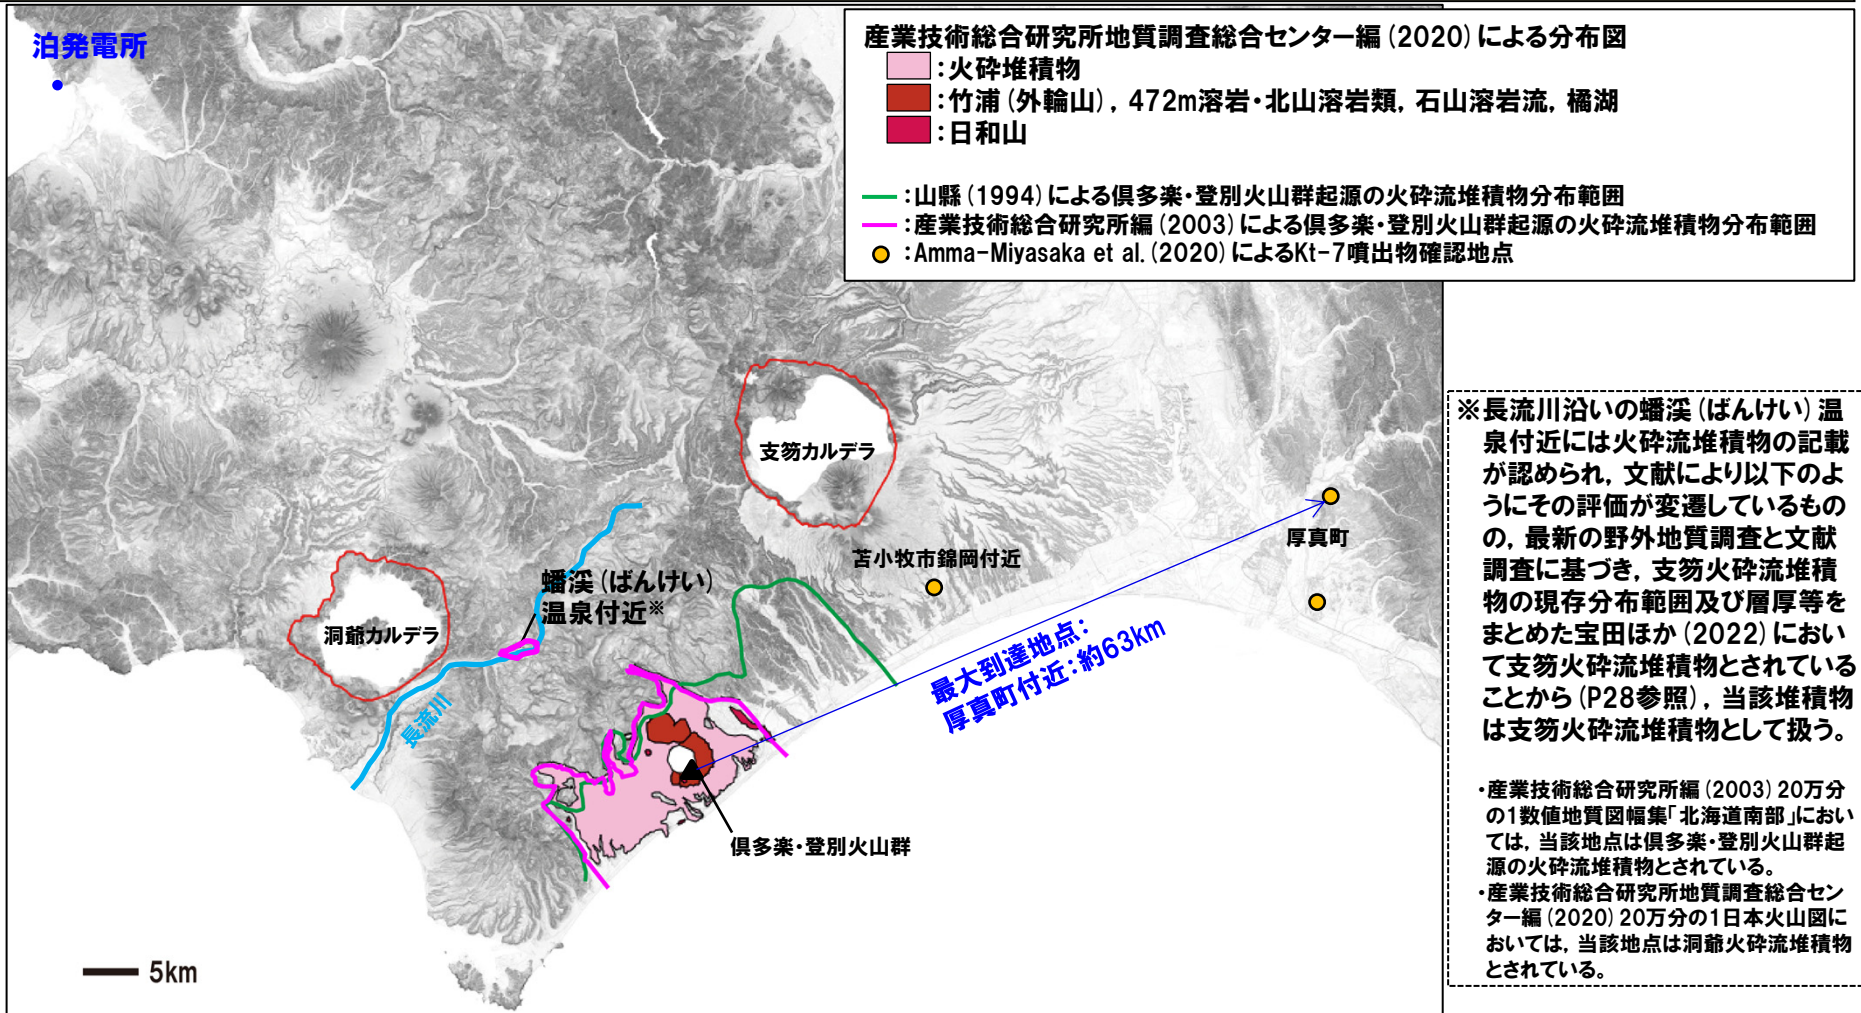 泊発電所
産業技術総合研究所地質調査総合センター編(2020)による分布図
:火砕堆積物
:竹浦(外輪山), 472m溶岩・北山溶岩類, 石山溶岩流, 橘湖
:日和山
:山縣(1994)による倶多楽・登別火山群起源の火砕流堆積物分布範囲
:産業技術総合研究所編(2003)による倶多楽・登別火山群起源の火砕流堆積物分布範囲
:Amma-Miyasaka et al.(2020)によるKt-7噴出物確認地点
支笏カルデラ
苫小牧市錦岡付近
厚真町
蟠渓(ばんけい)
温泉付近※
洞爺カルデラ
長流川
最大到達地点:
厚真町付近:約63km
倶多楽・登別火山群
5km
※長流川沿いの蟠渓(ばんけい)温
泉付近には火砕流堆積物の記載
が認められ, 文献により以下のよ
うにその評価が変遷しているもの
の, 最新の野外地質調査と文献
調査に基づき, 支笏火砕流堆積
物の現存分布範囲及び層厚等を
まとめた宝田ほか(2022)におい
て支笏火砕流堆積物とされている
ことから(P28参照), 当該堆積物
は支笏火砕流堆積物として扱う。
・産業技術総合研究所編(2003)20万分
の1数値地質図幅集「北海道南部」におい
ては, 当該地点は倶多楽・登別火山群起
源の火砕流堆積物とされている。
・産業技術総合研究所地質調査総合セン
ター編(2020)20万分の1日本火山図に
おいては, 当該地点は洞爺火砕流堆積物
とされている。